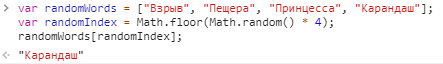 > var randomWords = ["Взрыв", "Пещера", "Принцесса", "Карандаш"];
var randomIndex = Math.floor(Math.random() * 4);
randomWords[randomIndex];
"Карандаш"